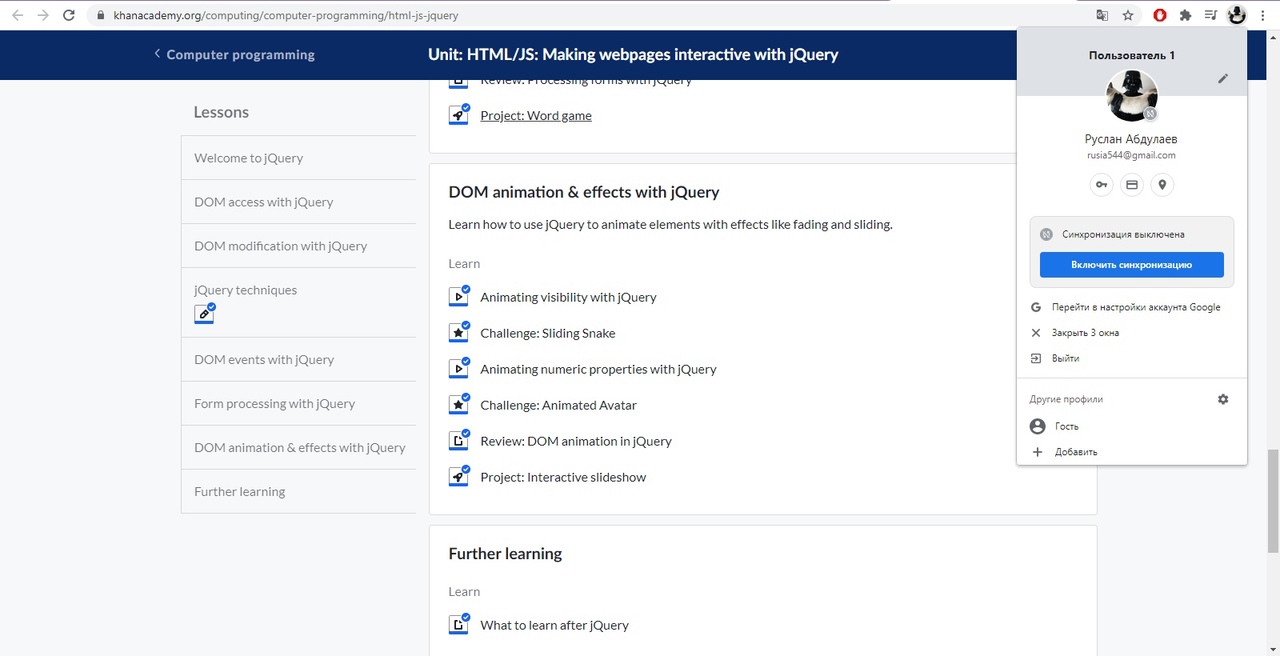 khanacademy.org/computing/computer-programming/html-js-jquery
Computer programming
Unit: HTML/JS: Making webpages interactive with jQuery
Lessons
Welcome to jQuery
DOM access with jQuery
DOM modification with jQuery
jQuery techniques
DOM events with jQuery
Form processing with jQuery
DOM animation & effects with jQuery
Further learning
Review: Processing forms with jQuery
Project: Word game
DOM animation & effects with jQuery
Learn how to use jQuery to animate elements with effects like fading and sliding.
Learn
Animating visibility with jQuery
Challenge: Sliding Snake
Animating numeric properties with jQuery
Challenge: Animated Avatar
Review: DOM animation in jQuery
Project: Interactive slideshow
Further learning
Learn
What to learn after jQuery
Пользователь 1
Руслан Абдулаев
rusia544@gmail.com
Синхронизация выключена
Включить синхронизацию
Перейти в настройки аккаунта Google
Закрыть 3 окна
Выйти
Другие профили
Гость
Добавить